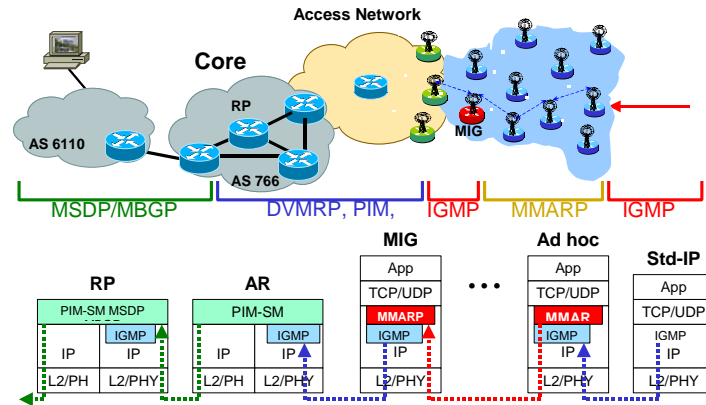 Access Network
Core
RP
MIG
AS 6110
AS 766
MSDP/MBGP
DVMRP, PIM,
IGMP
MMARP
IGMP
RP
AR
MIG
Ad hoc
Std-IP
App
App
App
TCP/UDP
TCP/UDP
TCP/UDP
PIM-SM MSDP
PIM-SM
MMARP
MMAR
IGMP
IGMP
IGMP
IGMP
IGMP
IP
IP
IP
IP
IP
IP
IP
L2/PH
L2/PHY
L2/PH
L2/PHY
L2/PHY
L2/PHY
L2/PHY